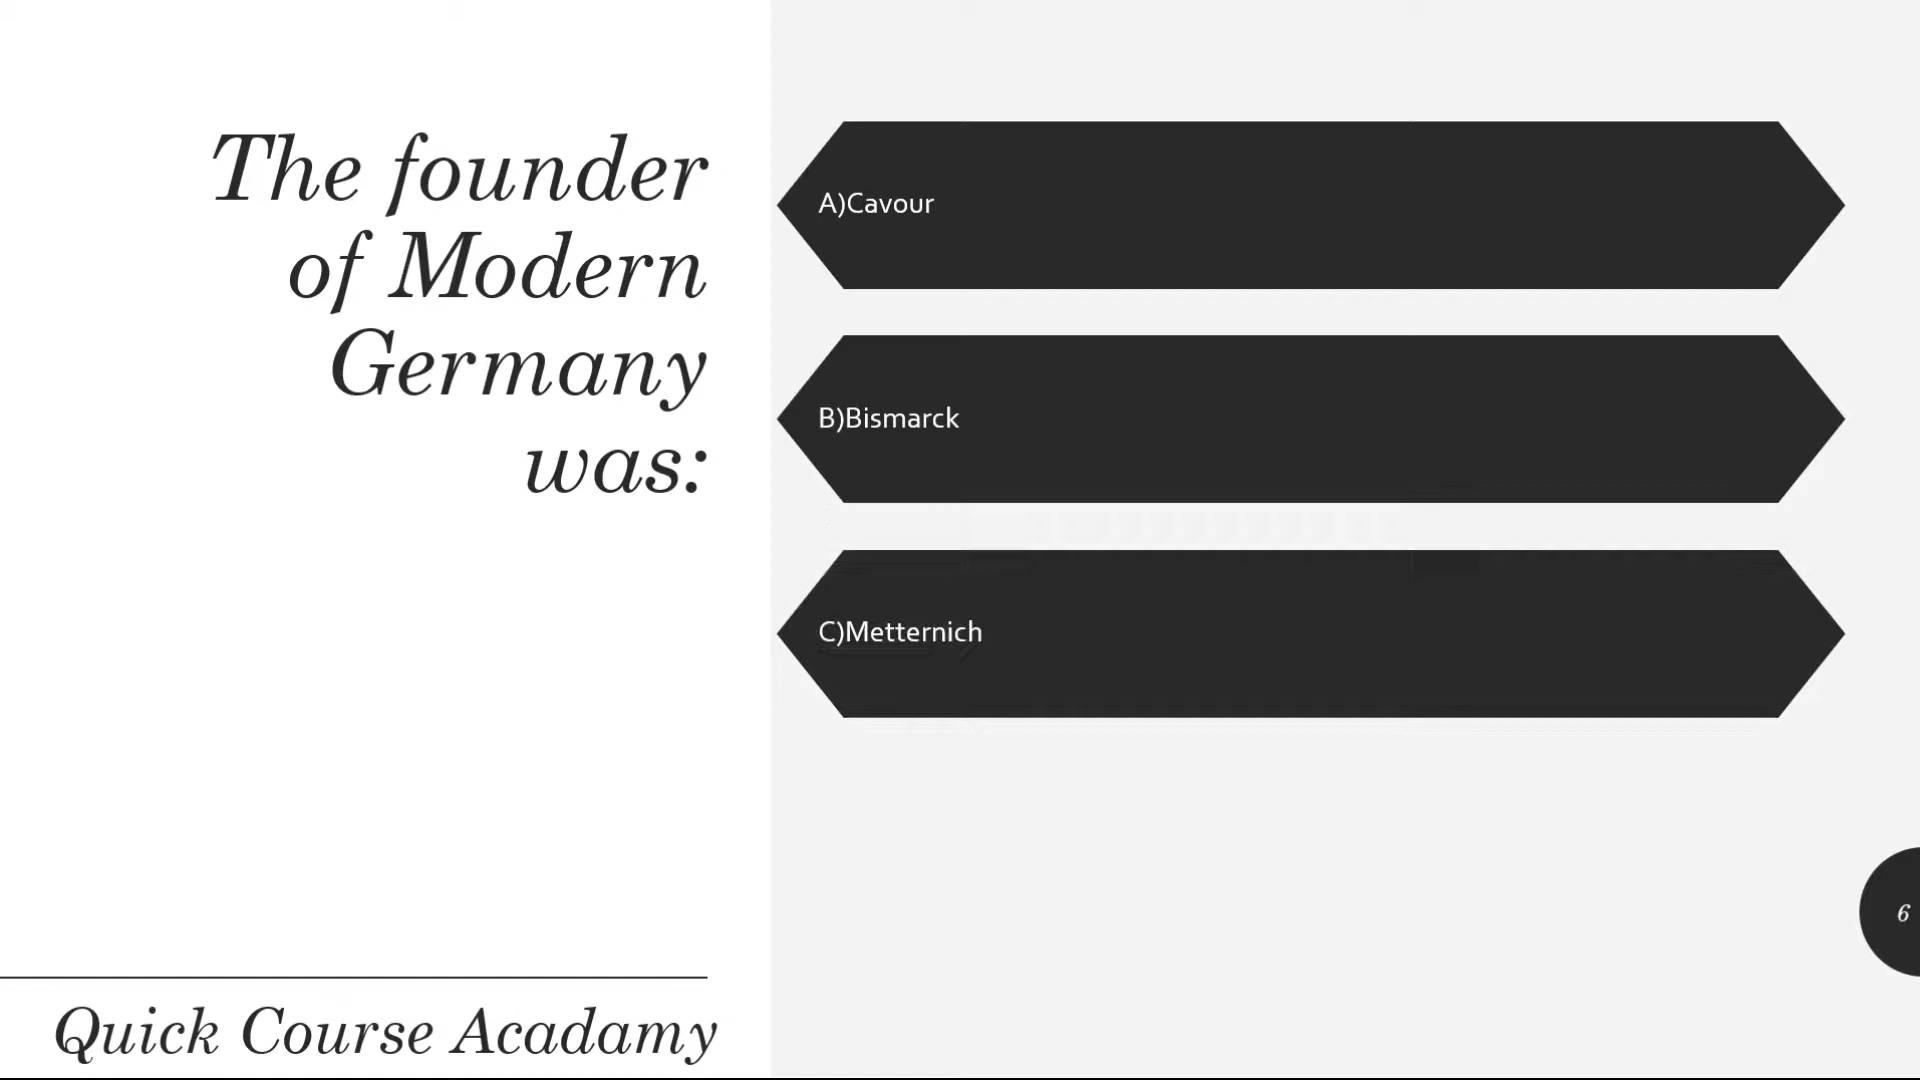 The founder
of Modern
Germany
was:
A)Cavour
B)Bismarck
C)Metternich
6
Quick Course Acadamy